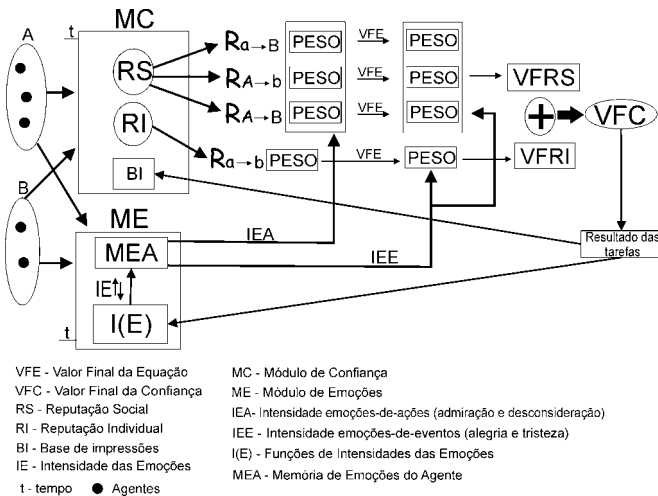 A
t
MC
RS
RI
BI
B
Ra→B
PESO
VFE
PESO
RA→b
PESO
VFE
PESO
RA→B
PESO
VFE
PESO
Ra→b
PESO
VFE
PESO
VFRS
+
VFC
VFRI
ME
MEA
IE
I(E)
t
IEA
IEE
Resultado das
tarefas
VFE - Valor Final da Equação
VFC - Valor Final da Confiança
RS - Reputação Social
RI - Reputação Individual
BI - Base de impressões
IE - Intensidade das Emoções
t - tempo
Agentes
MC - Módulo de Confiança
ME - Módulo de Emoções
IEA- Intensidade emoções-de-ações (admiração e desconsideração)
IEE - Intensidade emoções-de-eventos (alegria e tristeza)
I(E) - Funções de Intensidades das Emoções
MEA - Memória de Emoções do Agente